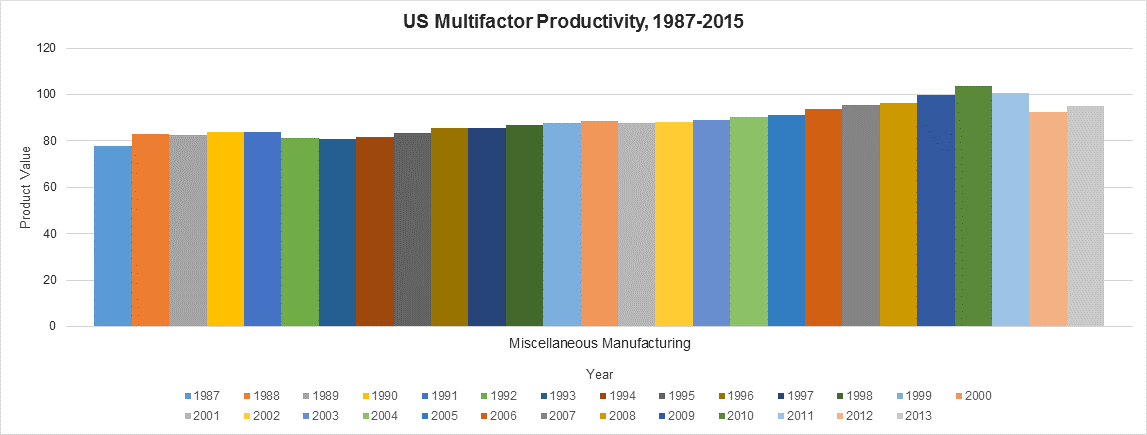 US Multifactor Productivity, 1987-2015
120
100
80
60
40
20
0
Product Value
Miscellaneous Manufacturing
Year
1987 1988 1989 1990 1991 1992 1993 1994 1995 1996 1997 1998 1999 2000
2001 2002 2003 2004 2005 2006 2007 2008 2009 2010 2011 2012 2013